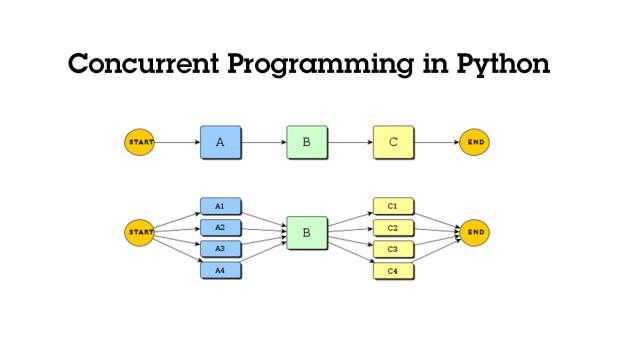 Concurrent Programming in Python
START A B C END
A1 C1
A2 C2
START B END
A3 C3
A4 C4